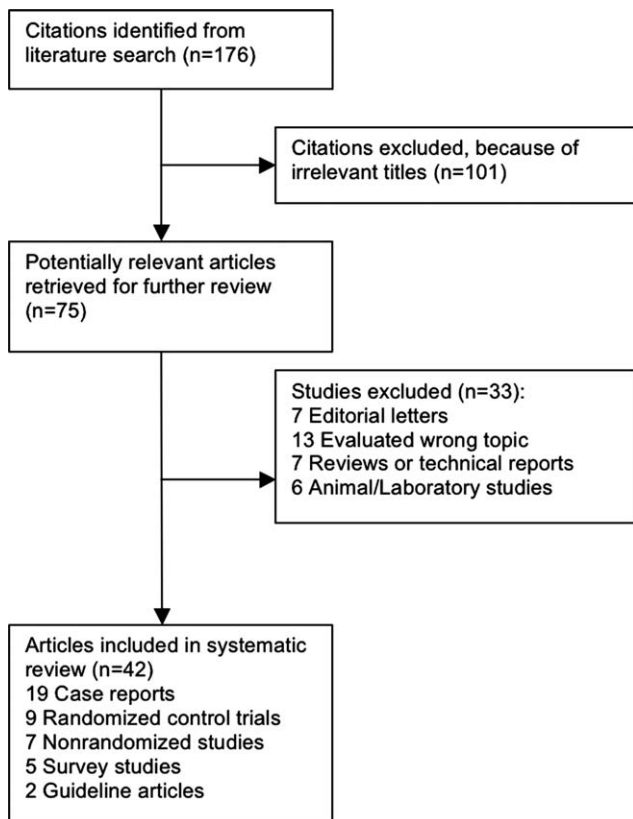 Citations identified from
literature search (n=176)
Citations excluded, because of
irrelevant titles (n=101)
Potentially relevant articles
retrieved for further review
(n=75)
Studies excluded (n=33):
7 Editorial letters
13 Evaluated wrong topic
7 Reviews or technical reports
6 Animal/Laboratory studies
Articles included in systematic
review (n=42)
19 Case reports
9 Randomized control trials
7 Nonrandomized studies
5 Survey studies
2 Guideline articles